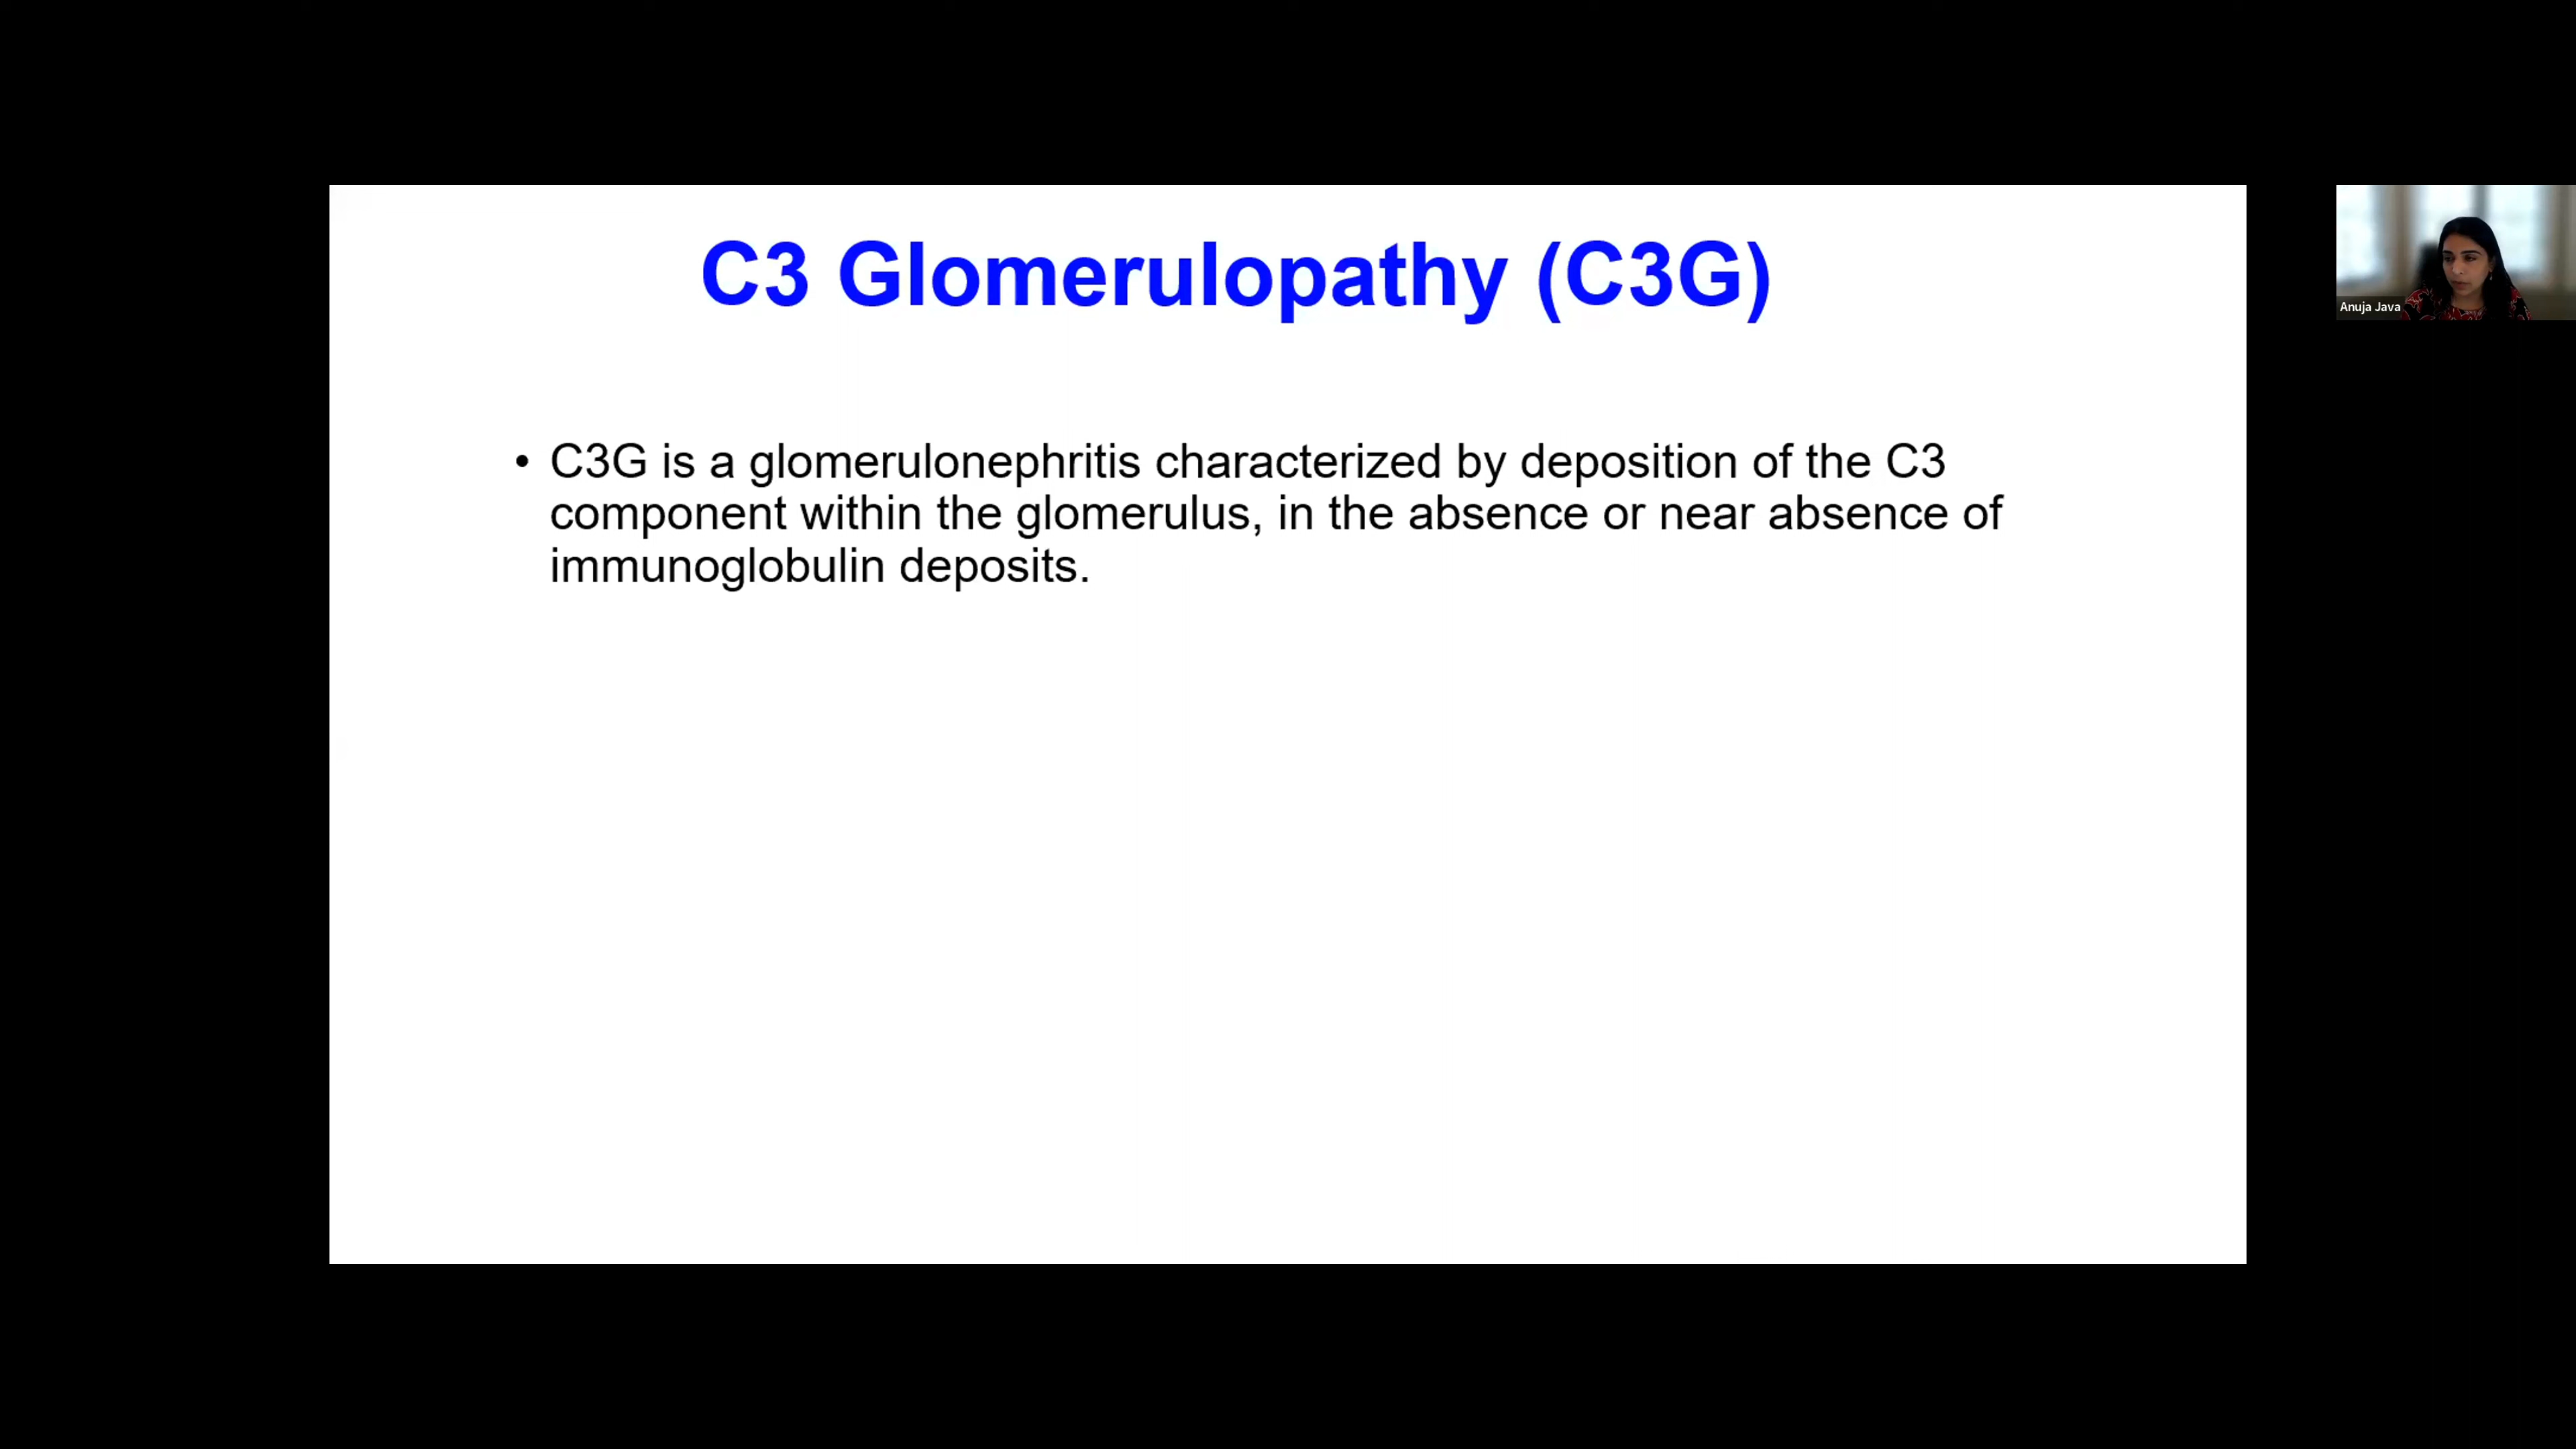 C3 Glomerulopathy (C3G)
Anuja Java
• C3G is a glomerulonephritis characterized by deposition of the C3
component within the glomerulus, in the absence or near absence of
immunoglobulin deposits.